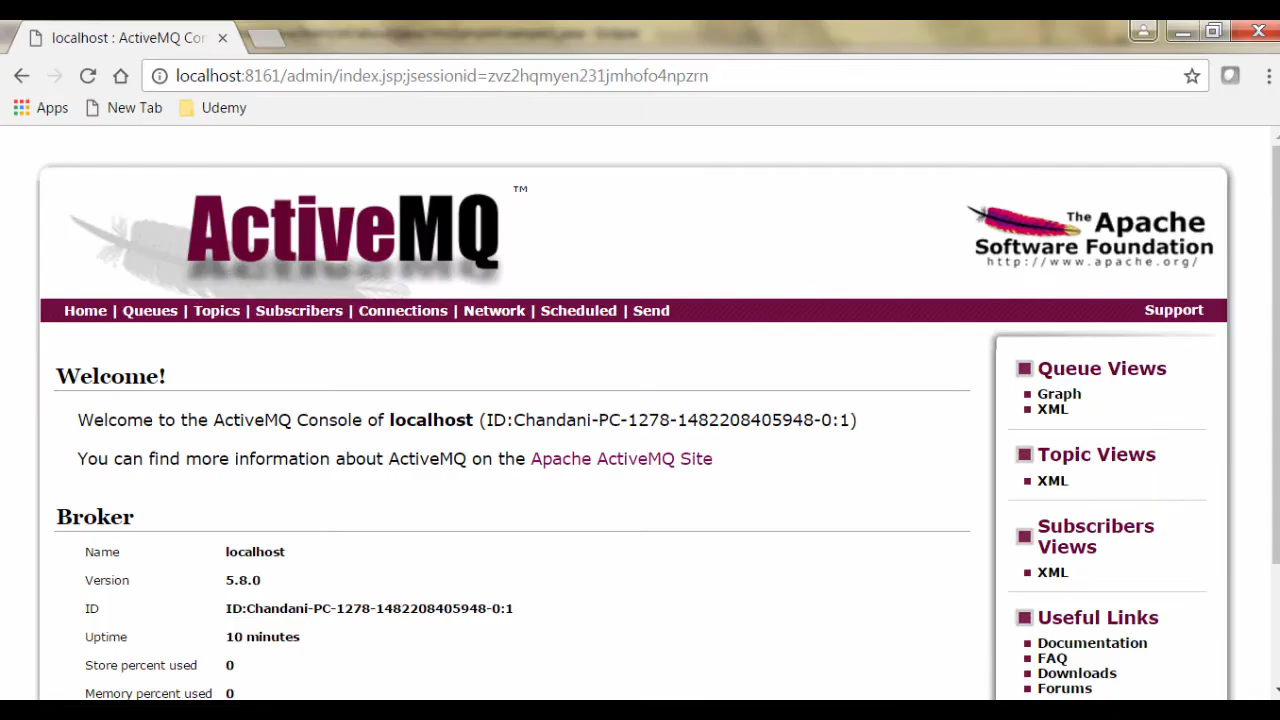 localhost : ActiveMQ Cor
localhost:8161/admin/index.jsp;jsessionid=zvz2hqmyen231jmhofo4npzrn
Apps New Tab Udemy
ActiveMQ ™
The Apache
Software Foundation
http://www.apache.org/
Home | Queues | Topics | Subscribers | Connections | Network | Scheduled | Send
Support
Welcome!
Welcome to the ActiveMQ Console of localhost (ID:Chandani-PC-1278-1482208405948-0:1)
You can find more information about ActiveMQ on the Apache ActiveMQ Site
Broker
Name localhost
Version 5.8.0
ID ID:Chandani-PC-1278-1482208405948-0:1
Uptime 10 minutes
Store percent used 0
Memory percent used 0
Queue Views
Graph
XML
Topic Views
XML
Subscribers
Views
XML
Useful Links
Documentation
FAQ
Downloads
Forums